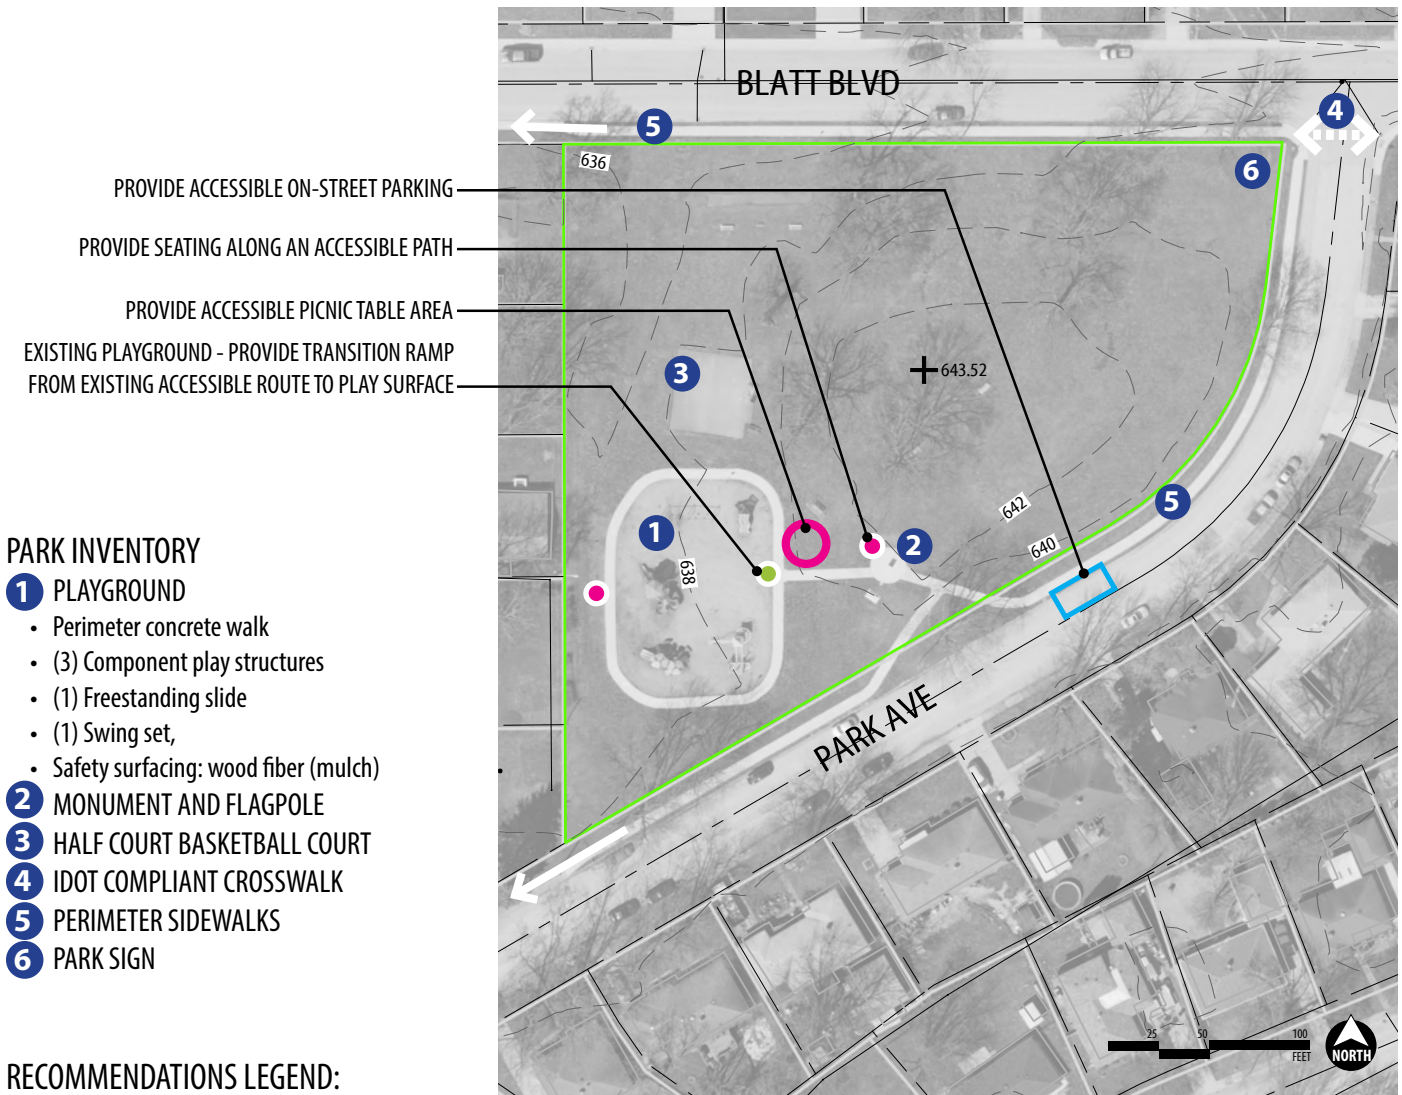 PROVIDE ACCESSIBLE ON-STREET PARKING
PROVIDE SEATING ALONG AN ACCESSIBLE PATH
PROVIDE ACCESSIBLE PICNIC TABLE AREA
EXISTING PLAYGROUND - PROVIDE TRANSITION RAMP
FROM EXISTING ACCESSIBLE ROUTE TO PLAY SURFACE
PARK INVENTORY
1 PLAYGROUND
• Perimeter concrete walk
• (3) Component play structures
• (1) Freestanding slide
• (1) Swing set,
• Safety surfacing: wood fiber (mulch)
2 MONUMENT AND FLAGPOLE
3 HALF COURT BASKETBALL COURT
4 IDOT COMPLIANT CROSSWALK
5 PERIMETER SIDEWALKS
6 PARK SIGN
RECOMMENDATIONS LEGEND:
BLATT BLVD
4
5
636
6
643.52
3
642
5
1
2
640
638
PARK AVE
25 50 100
FEET
NORTH